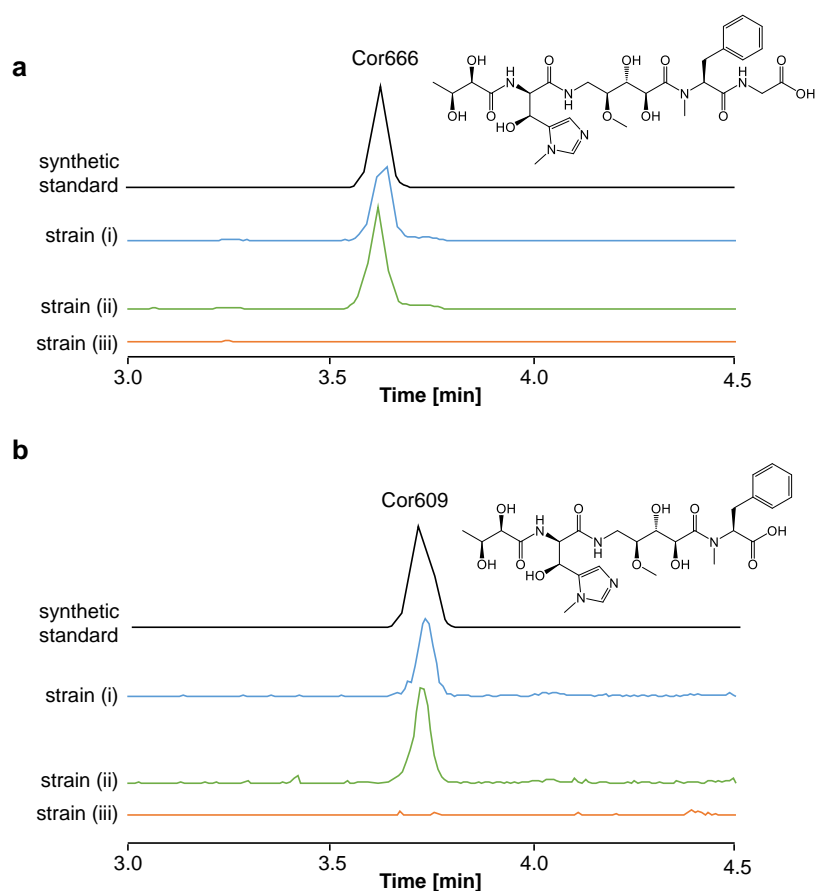 a
Cor666
OH
OH
O
H
N
O
N
H
HO
N
N
O
OH
OH
O
N
O
H
N
O
OH
synthetic
standard
strain (i)
strain (ii)
strain (iii)
3.0 3.5 4.0 4.5
Time [min]
b
Cor609
OH
OH
O
H
N
O
N
H
HO
N
N
O
OH
OH
O
N
O
OH
synthetic
standard
strain (i)
strain (ii)
strain (iii)
3.0 3.5 4.0 4.5
Time [min]